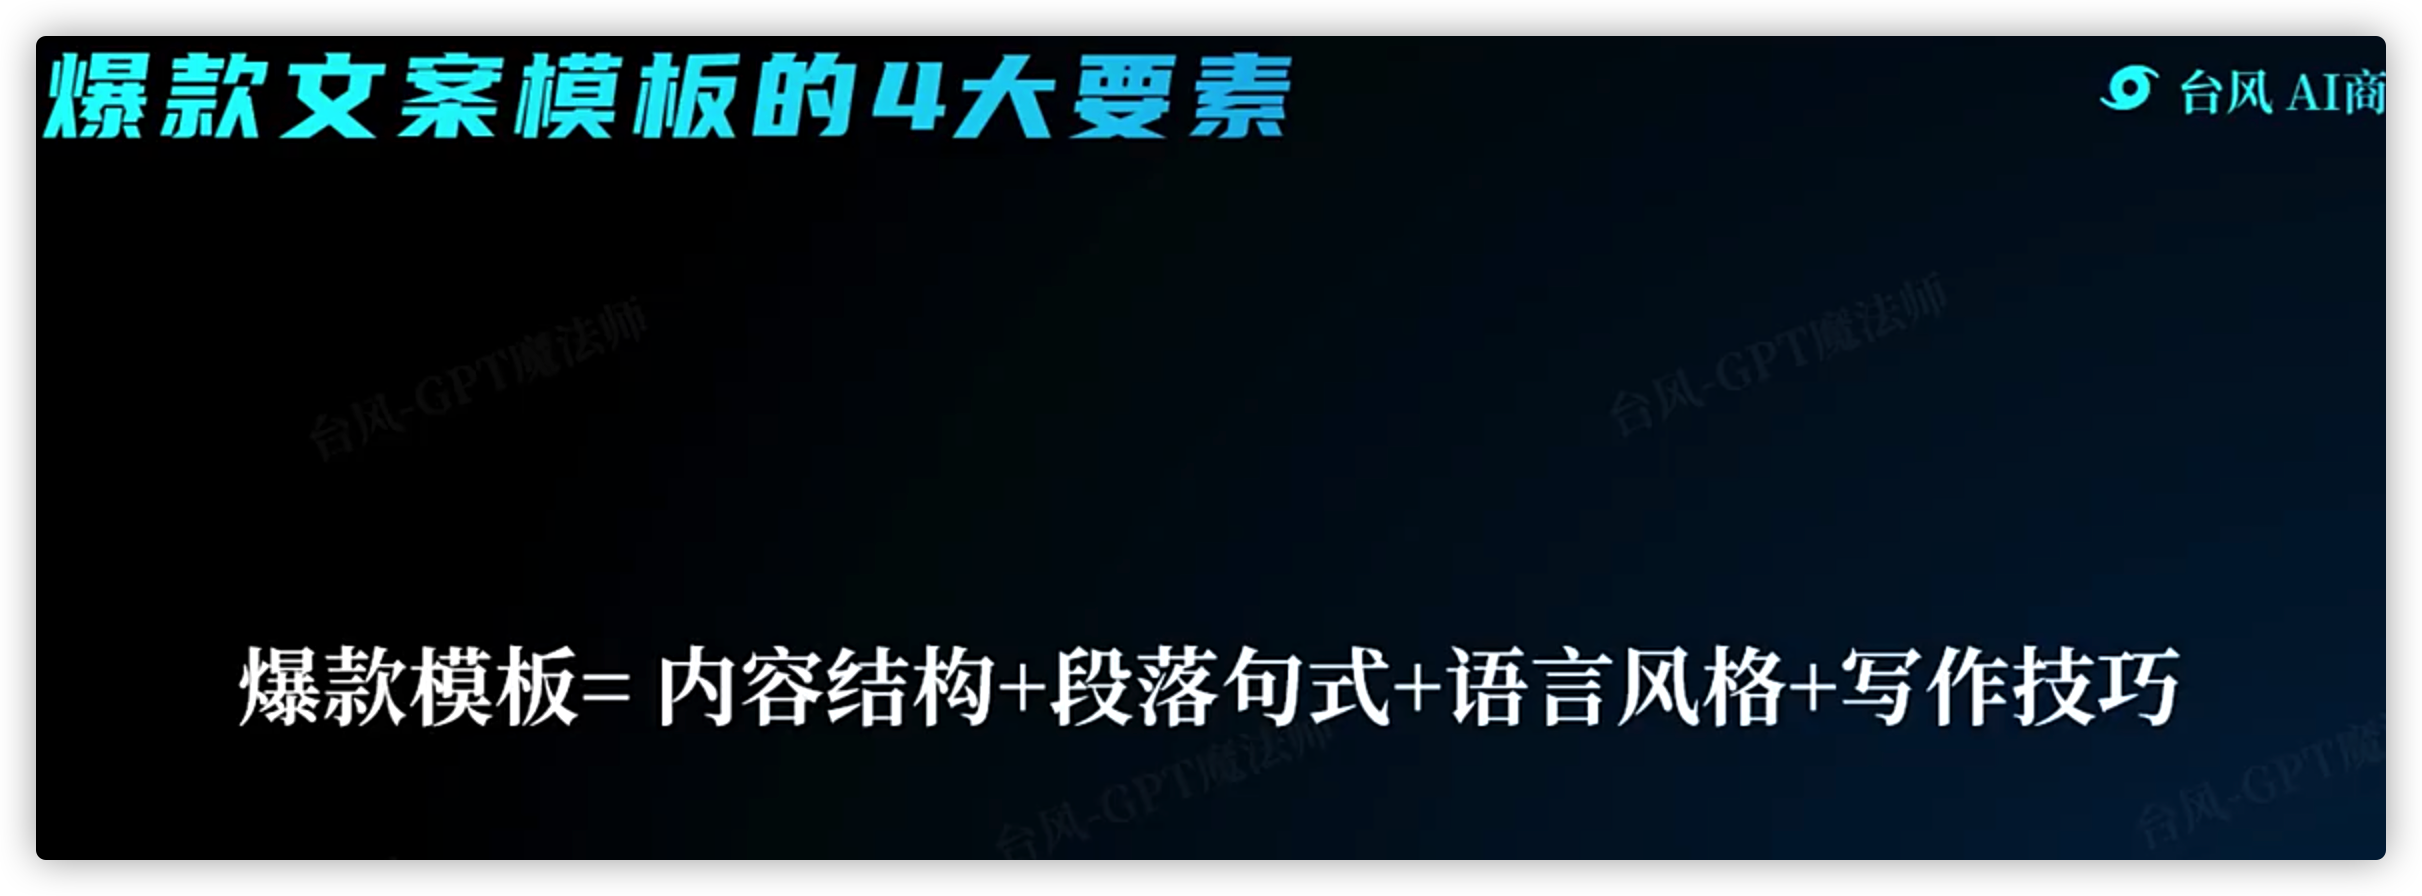 爆款文案模板的4大要素
台风 AI商
台风-GPT魔法师
台风-GPT魔法师
爆款模板= 内容结构+段落句式+语言风格+写作技巧
台风-GPT魔法师
台风-GPT魔